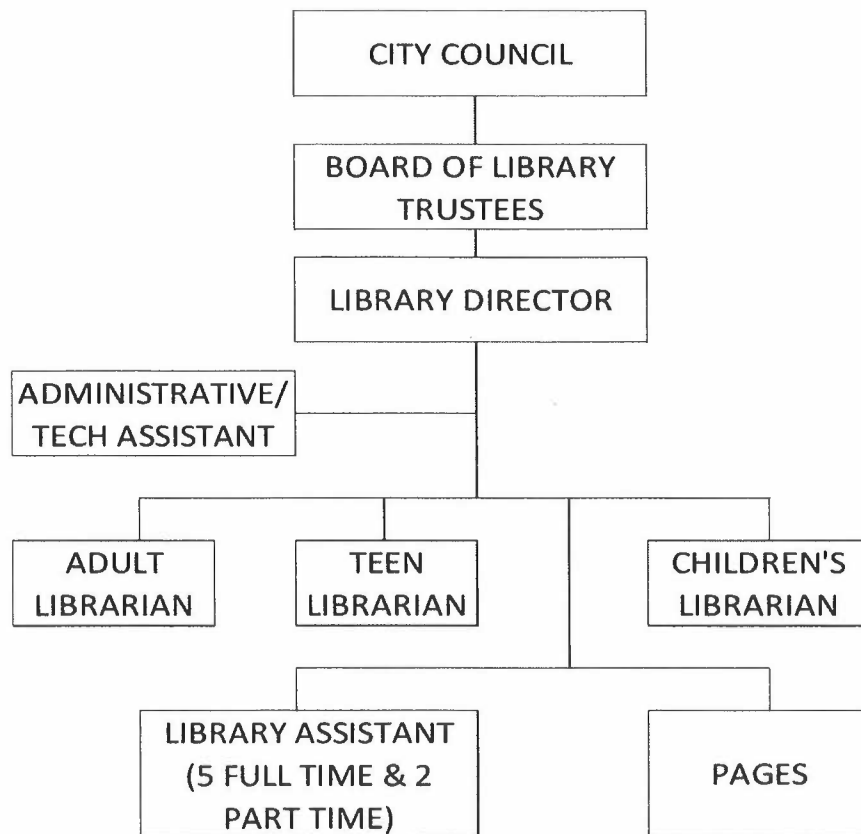 CITY COUNCIL
BOARD OF LIBRARY
TRUSTEES
LIBRARY DIRECTOR
ADMINISTRATIVE/
TECH ASSISTANT
ADULT
LIBRARIAN
TEEN
LIBRARIAN
CHILDREN'S
LIBRARIAN
LIBRARY ASSISTANT
(5 FULL TIME & 2
PART TIME)
PAGES